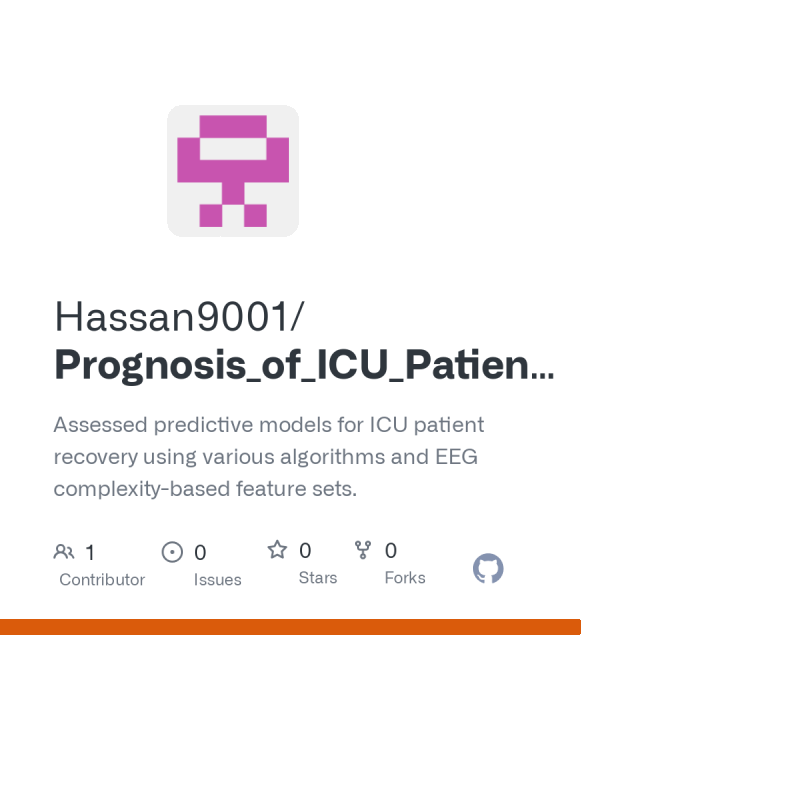 Hassan9001/
Prognosis_of_ICU_Patien...
Assessed predictive models for ICU patient
recovery using various algorithms and EEG
complexity-based feature sets.
1 0 0 0
Contributor Issues Stars Forks